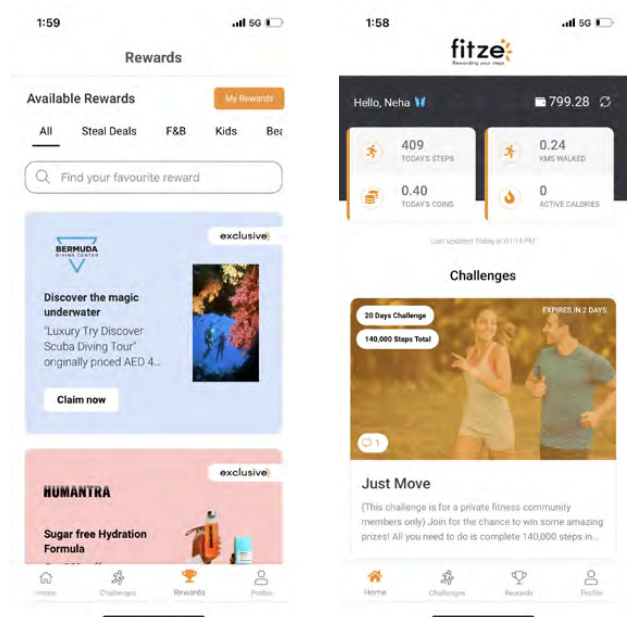 1:59
5G
Rewards
Available Rewards
My Rewards
All Steal Deals F&B Kids Bea
Find your favourite reward
exclusive
BERMUDA
DIVING CENTER
Discover the magic
underwater
"Luxury Try Discover
Scuba Diving Tour"
originally priced AED 4...
Claim now
exclusive
HUMANTRA
Sugar free Hydration
Formula
Home Challenges Rewards Profile
1:58
5G
fitze
Rewarding your steps
Hello, Neha
799.28
409
TODAY'S STEPS
0.24
KMS WALKED
0.40
TODAY'S COINS
0
ACTIVE CALORIES
Last updated Today at 01:14 PM
Challenges
20 Days Challenge
EXPIRES IN 2 DAYS
140,000 Steps Total
1
Just Move
(This challenge is for a private fitness community
members only) Join for the chance to win some amazing
prizes! All you need to do is complete 140,000 steps in...
Home Challenges Rewards Profile